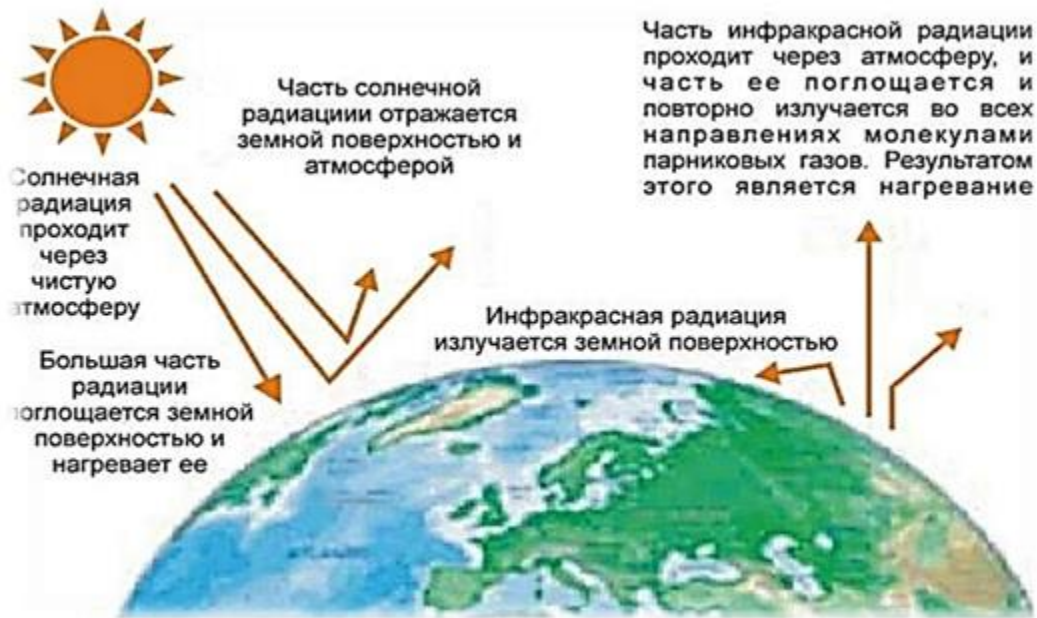 Часть инфракрасной радиации
проходит через атмосферу, и
часть ее поглощается и
повторно излучается во всех
направлениях молекулами
парниковых газов. Результатом
этого является нагревание
Часть солнечной
радиациии отражается
земной поверхностью и
атмосферой
Солнечная
радиация
проходит
через
чистую
атмосферу
Инфракрасная радиация
излучается земной поверхностью
Большая часть
радиации
поглощается земной
поверхностью и
нагревает ее